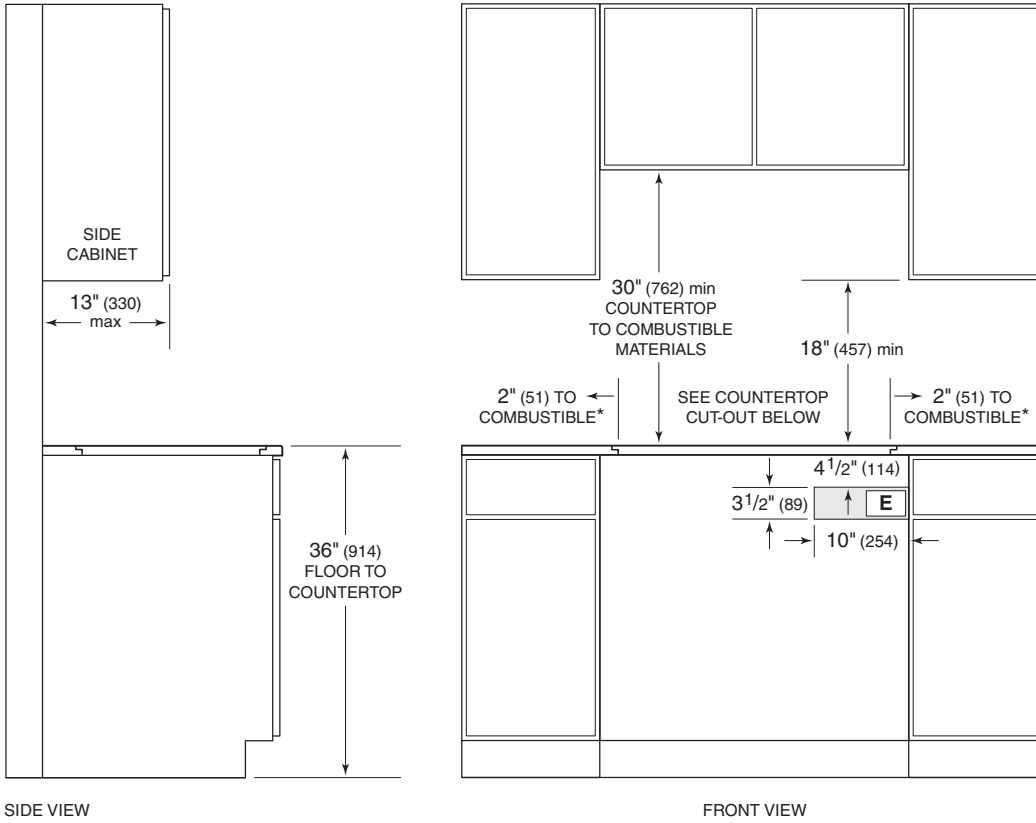 SIDE
CABINET
13" (330)
max
36" (914)
FLOOR TO
COUNTERTOP
SIDE VIEW
30" (762) min
COUNTERTOP
TO COMBUSTIBLE
MATERIALS
18" (457) min
2" (51) TO
COMBUSTIBLE*
SEE COUNTERTOP
CUT-OUT BELOW
2" (51) TO
COMBUSTIBLE*
4 1/2" (114)
3 1/2" (89)
E
10" (254)
FRONT VIEW